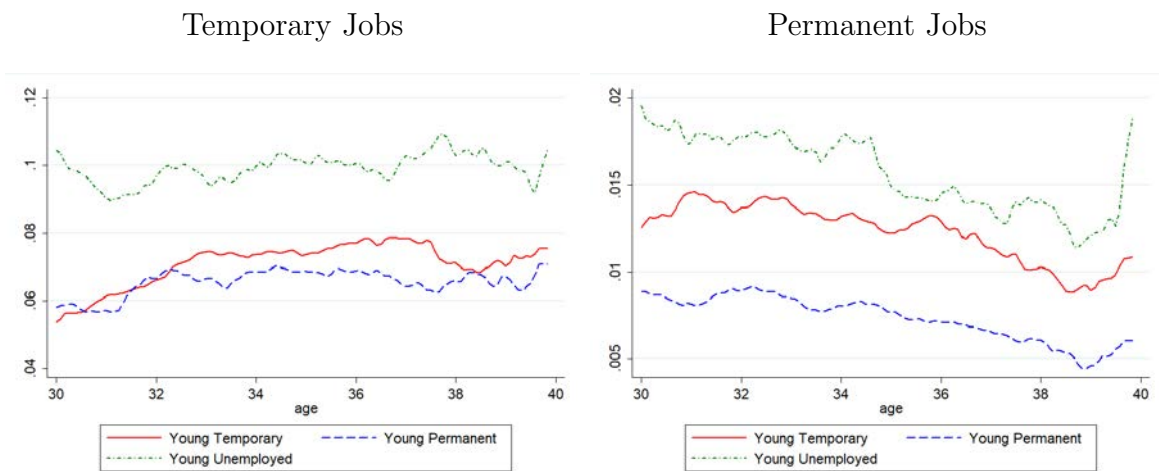 Temporary Jobs
Permanent Jobs
.12
.1
.08
.06
.04
30 32 34 36 38 40
age
Young Temporary Young Permanent
Young Unemployed
.02
.015
.01
.005
30 32 34 36 38 40
age
Young Temporary Young Permanent
Young Unemployed